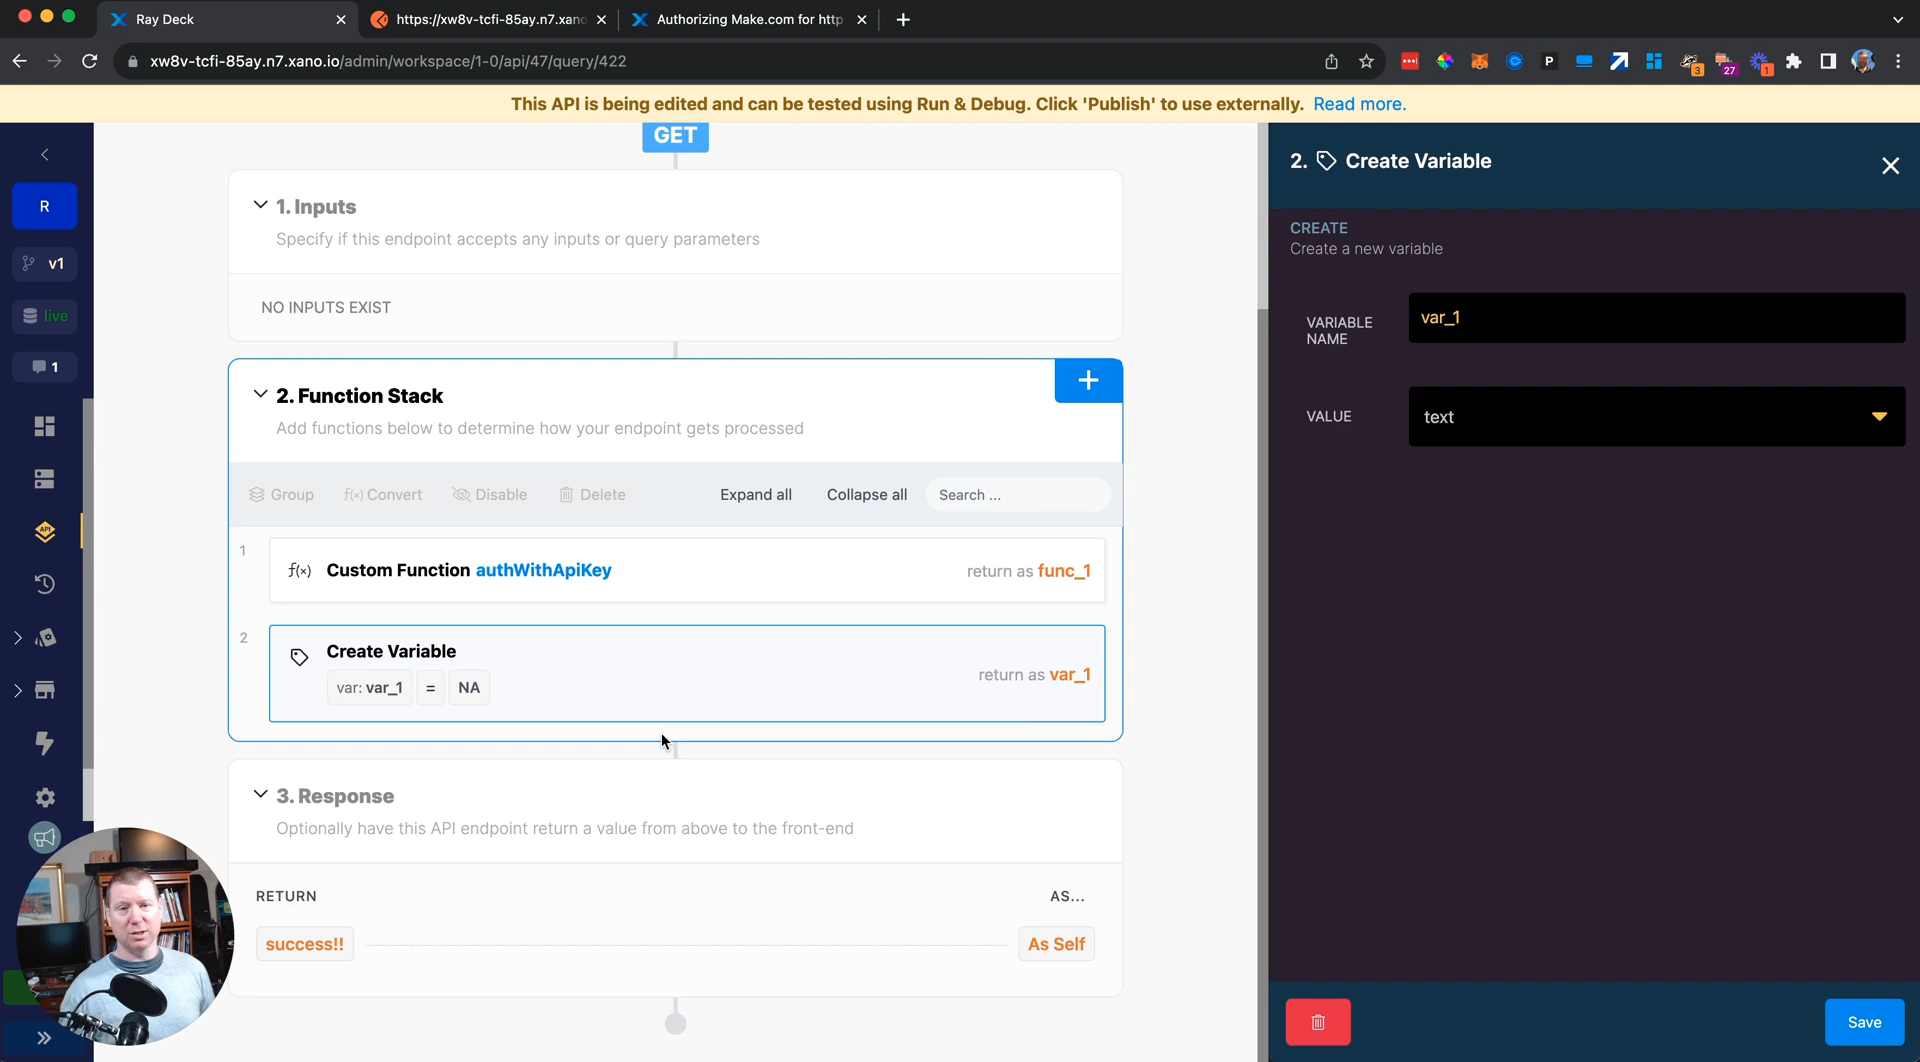 Ray Deck
https://xw8v-tcfi-85ay.n7.xano
Authorizing Make.com for http
xw8v-tcfi-85ay.n7.xano.io/admin/workspace/1-0/api/47/query/422
P
3
27
1
This API is being edited and can be tested using Run & Debug. Click 'Publish' to use externally. Read more.
R
v1
live
1
API
GET
1. Inputs
Specify if this endpoint accepts any inputs or query parameters
NO INPUTS EXIST
2. Function Stack
Add functions below to determine how your endpoint gets processed
Group
f(x) Convert
Disable
Delete
Expand all
Collapse all
Search ...
1
f(x) Custom Function authWithApiKey
return as func_1
2
Create Variable
var: var_1 = NA
return as var_1
3. Response
Optionally have this API endpoint return a value from above to the front-end
RETURN
AS...
success!!
As Self
2. Create Variable
CREATE
Create a new variable
VARIABLE NAME
var_1
VALUE
text
Save